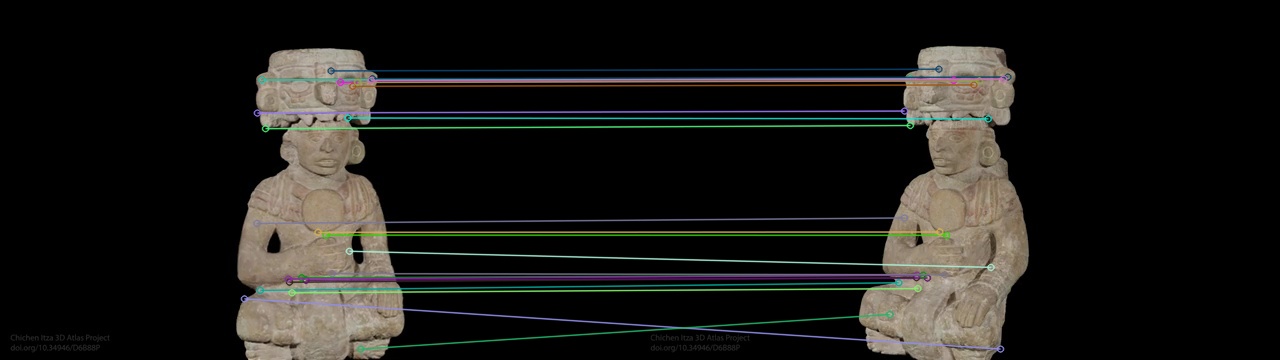 Chichen Itza 3D Atlas Project
doi.org/10.34946/D6B88P
Chichen Itza 3D Atlas Project
doi.org/10.34946/D6B88P